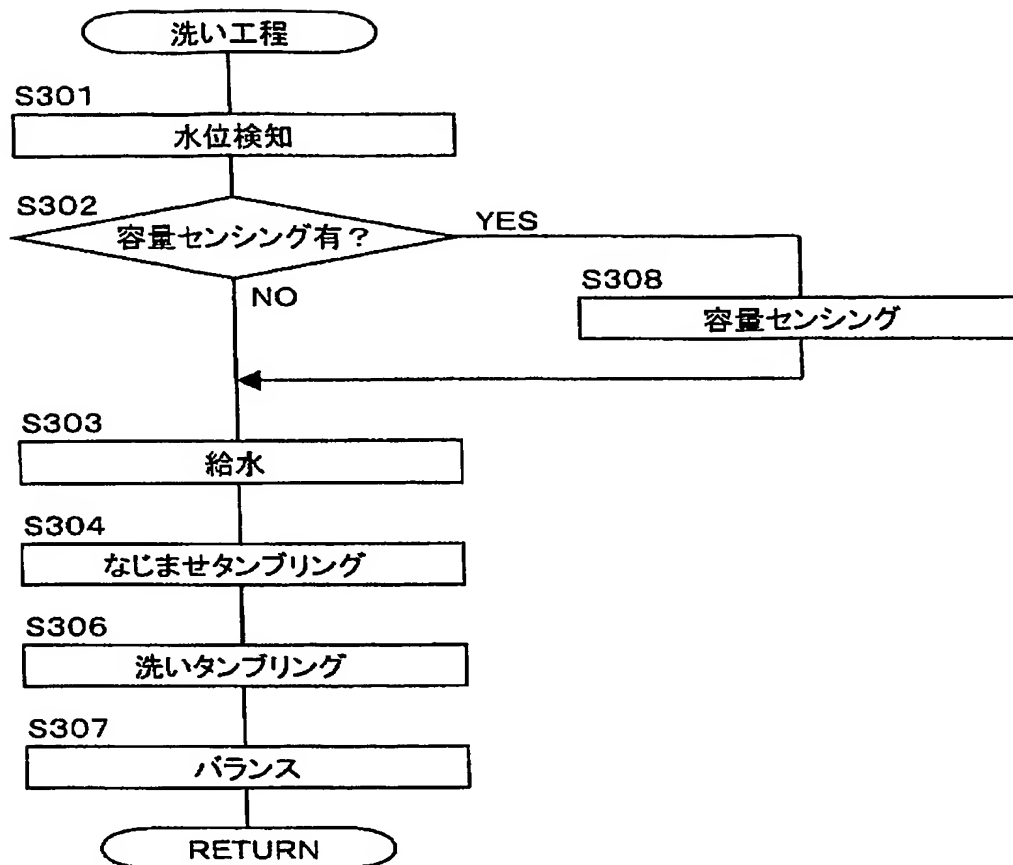 洗い工程
S301
水位検知
S302
容量センシング有？
YES
NO
S308
容量センシング
S303
給水
S304
なじませタンブリング
S306
洗いタンブリング
S307
バランス
RETURN